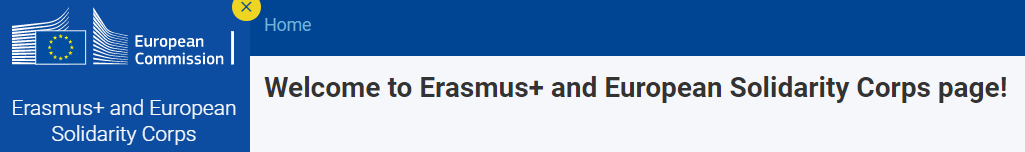 European
Commission
Erasmus+ and European
Solidarity Corps
Home
Welcome to Erasmus+ and European Solidarity Corps page!